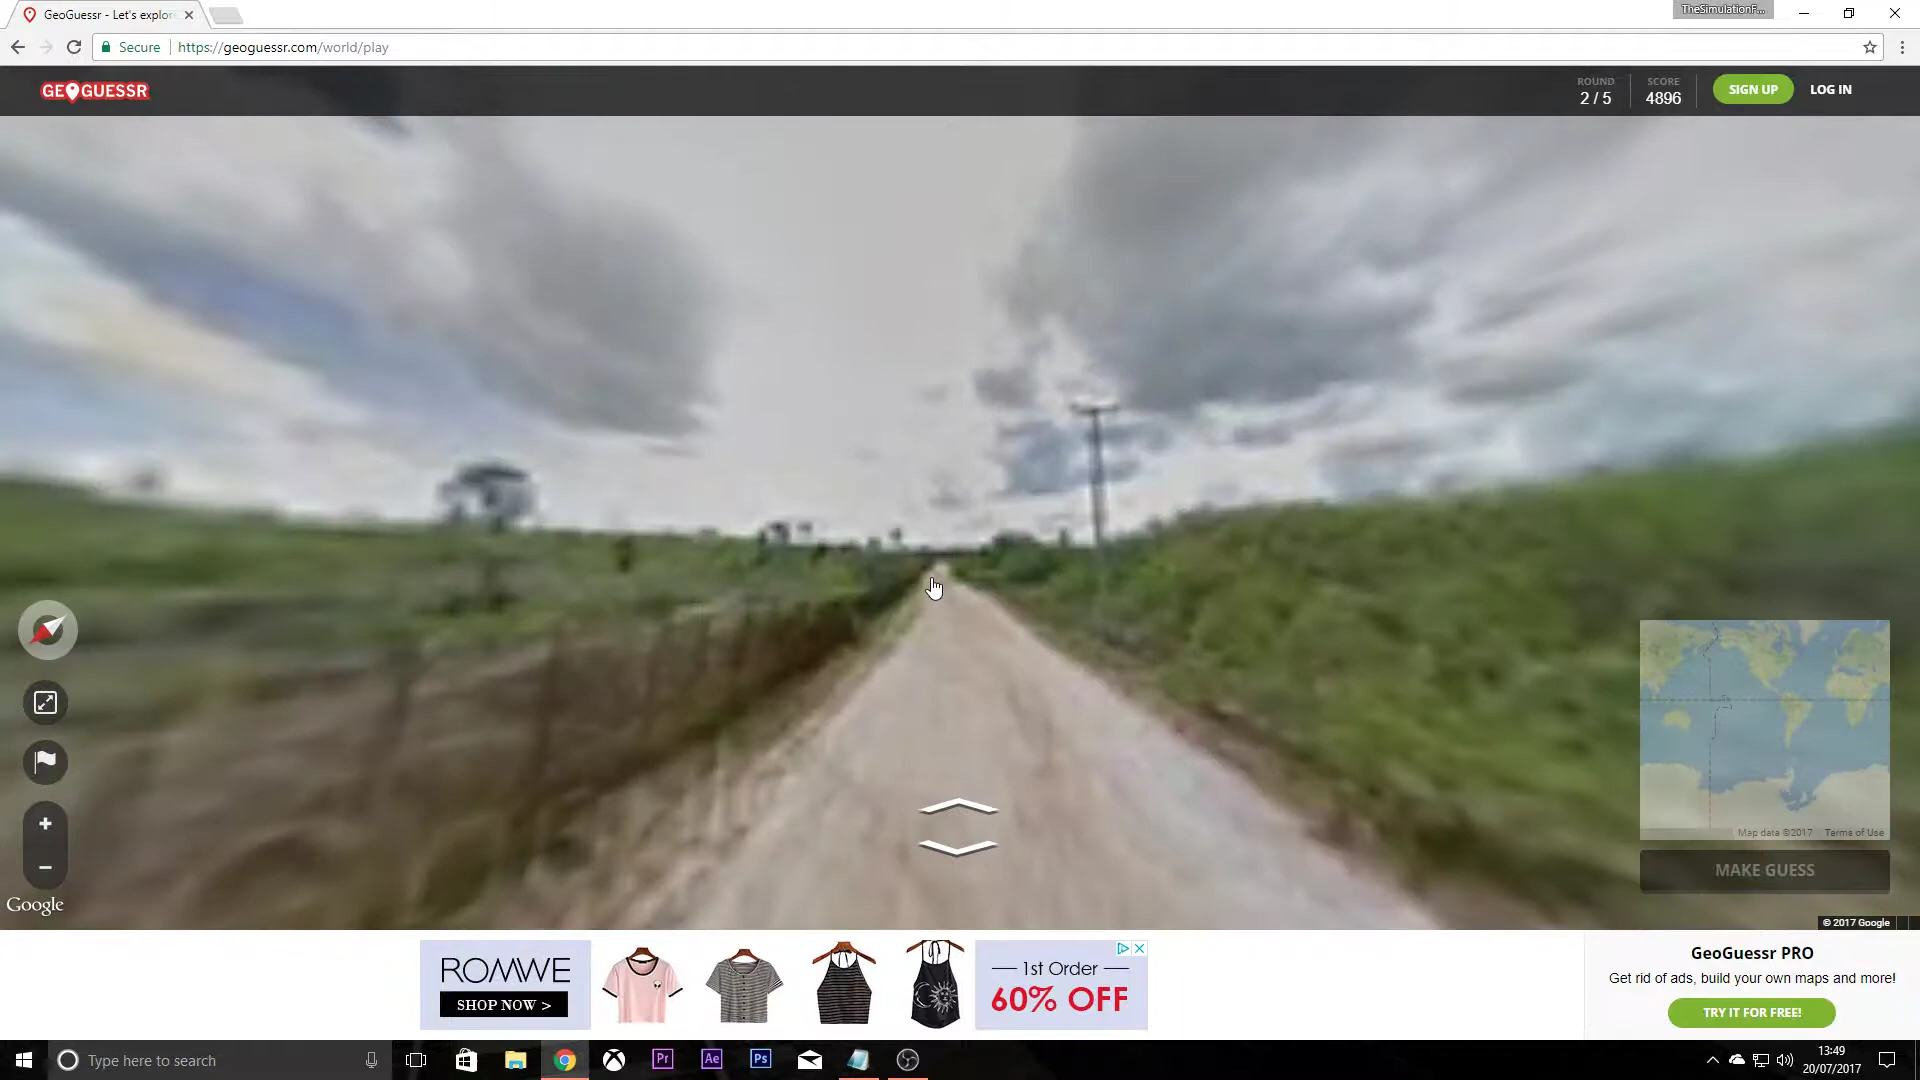 GeoGuessr - Let's explor
TheSimulationF...
Secure
https://geoguessr.com/world/play
GEOGUESSR
ROUND
2 / 5
SCORE
4896
SIGN UP
LOG IN
Map data ©2017 Terms of Use
MAKE GUESS
Google
© 2017 Google
ROMWE
SHOP NOW >
1st Order
60% OFF
GeoGuessr PRO
Get rid of ads, build your own maps and more!
TRY IT FOR FREE!
Type here to search
Pr
Ae
Ps
13:49
20/07/2017